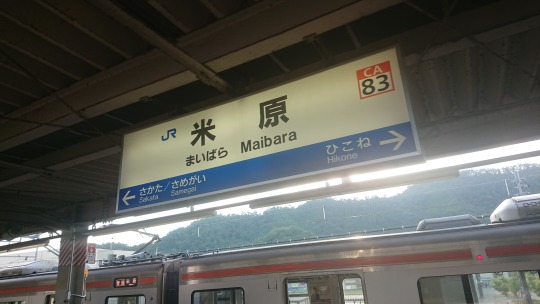 CA
83
JR 米原
まいばら Maibara
← さかた/さめがい
Sakata Samegai
ひこね →
Hikone